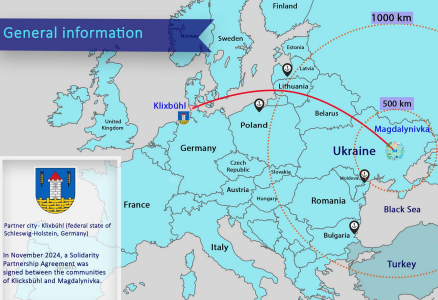 General information
Finland
1000 km
Norway
Sweden
Estonia
Latvia
Lithuania
Klixbühl
500 km
Belarus
Magdalynivka
United
Kingdom
Poland
Ukraine
Germany
Czech
Republic
Slovakia
Moldova
Austria
Hungary
France
Romania
Black Sea
Partner city- Klixbühl (federal state of
Schleswig-Holstein, Germany)
Bulgaria
Italy
In November 2024, a Solidarity
Partnership Agreement was
signed between the communities
of Klicksbühl and Magdalynivka.
Turkey